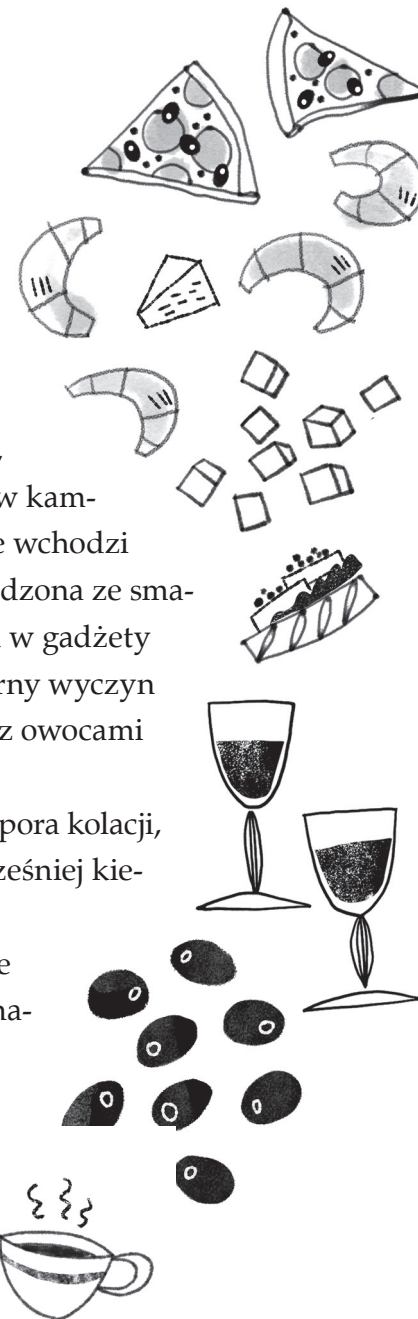 w kam-
e wchodzi
dzona ze sma-
w gadżety
rny wyczyn
z owocami
pora kolacji,
ześniej kie-
e
na-